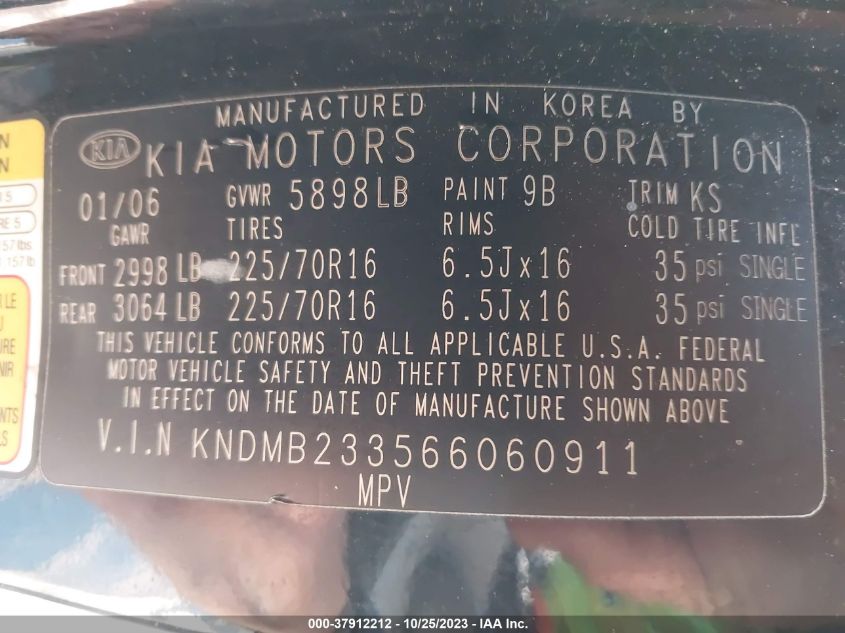 MANUFACTURED IN KOREA BY
KIA KIA MOTORS CORPORATION
01/06 GVWR 5898LB PAINT 9B TRIM KS
GAWR TIRES RIMS COLD TIRE INFL
FRONT 2998 LB 225/70R16 6.5Jx16 35 psi SINGLE
REAR 3064 LB 225/70R16 6.5Jx16 35 psi SINGLE
THIS VEHICLE CONFORMS TO ALL APPLICABLE U.S.A. FEDERAL
MOTOR VEHICLE SAFETY AND THEFT PREVENTION STANDARDS
IN EFFECT ON THE DATE OF MANUFACTURE SHOWN ABOVE
V.I.N KNDMB233566060911
MPV
000-37912212 - 10/25/2023 - IAA Inc.